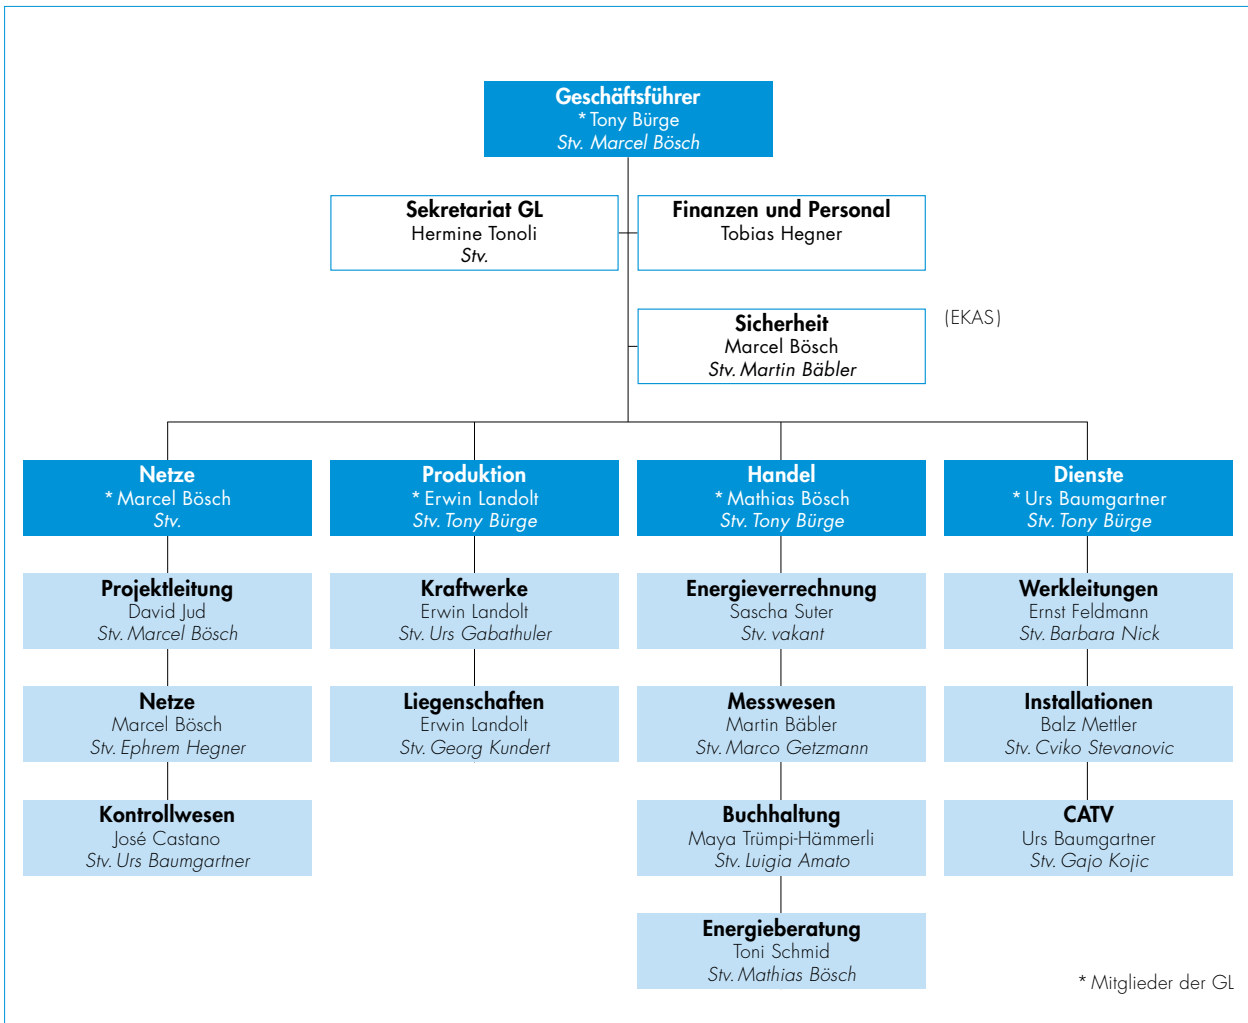 Geschäftsführer
* Tony Bürge
Stv. Marcel Bösch
Sekretariat GL
Hermine Tonoli
Stv.
Finanzen und Personal
Tobias Hegner
Sicherheit
Marcel Bösch
Stv. Martin Bäbler
(EKAS)
Netze
* Marcel Bösch
Stv.
Projektleitung
David Jud
Stv. Marcel Bösch
Netze
Marcel Bösch
Stv. Ephrem Hegner
Kontrollwesen
José Castano
Stv. Urs Baumgartner
Produktion
* Erwin Landolt
Stv. Tony Bürge
Kraftwerke
Erwin Landolt
Stv. Urs Gabathuler
Liegenschaften
Erwin Landolt
Stv. Georg Kundert
Handel
* Mathias Bösch
Stv. Tony Bürge
Energieverrechnung
Sascha Suter
Stv. vakant
Messwesen
Martin Bäbler
Stv. Marco Getzmann
Buchhaltung
Maya Trümpi-Hämmerli
Stv. Luigia Amato
Energieberatung
Toni Schmid
Stv. Mathias Bösch
Dienste
* Urs Baumgartner
Stv. Tony Bürge
Werkleitungen
Ernst Feldmann
Stv. Barbara Nick
Installationen
Balz Mettler
Stv. Cviko Stevanovic
CATV
Urs Baumgartner
Stv. Gajo Kojic
* Mitglieder der GL